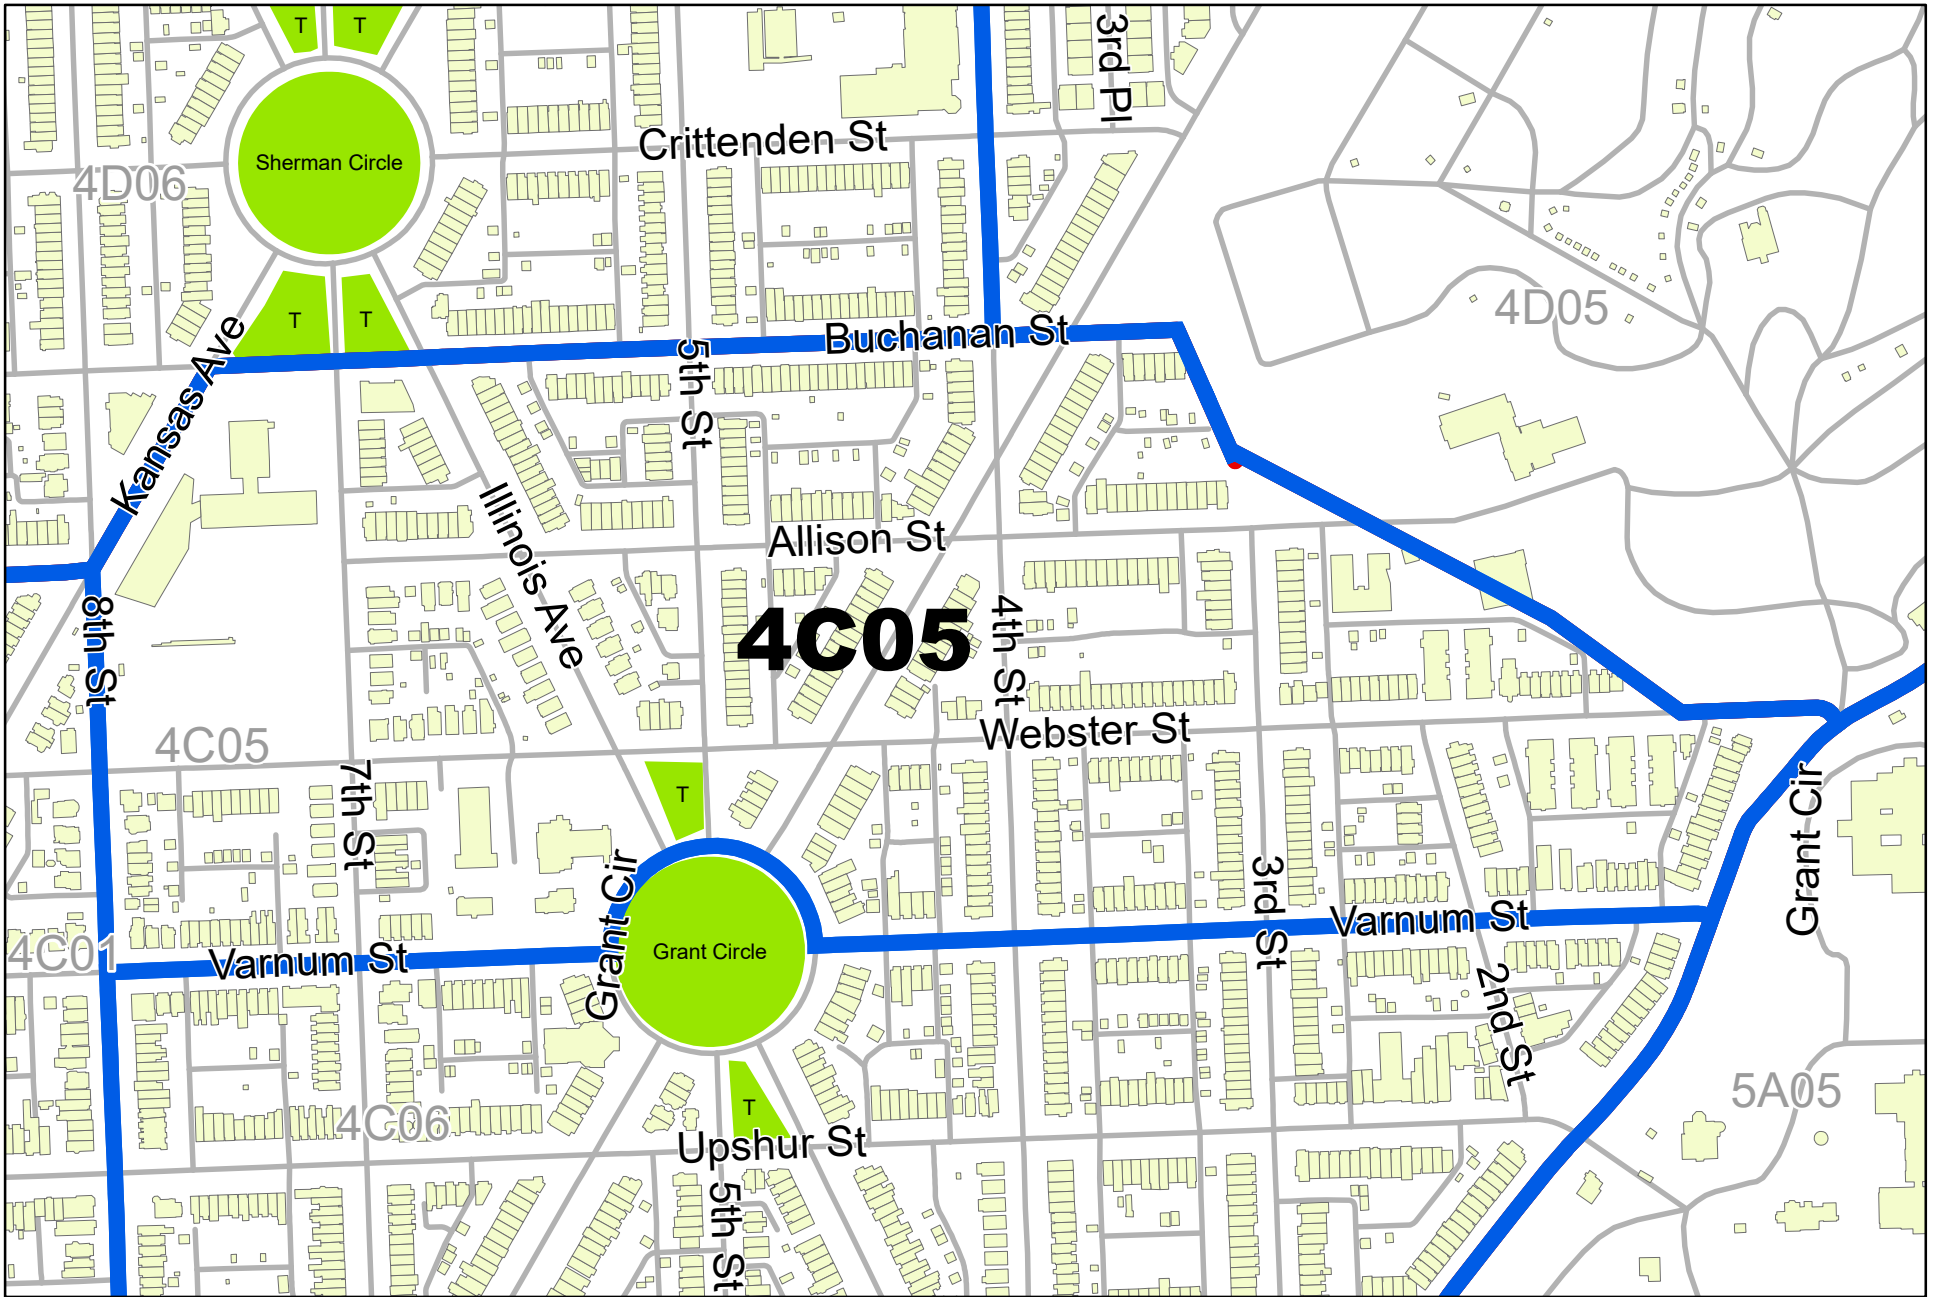 T
T
3rd Pl
Crittenden St
Sherman Circle
4D06
4D05
T
T
Buchanan St
Kansas Ave
5th St
Illinois Ave
Allison St
8th St
4C05
4th St
4C05
Webster St
7th St
T
Grant Cir
Grant Cir
3rd St
Varnum St
4C01
Varnum St
Grant Circle
2nd St
5A05
T
4C06
Upshur St
5th St